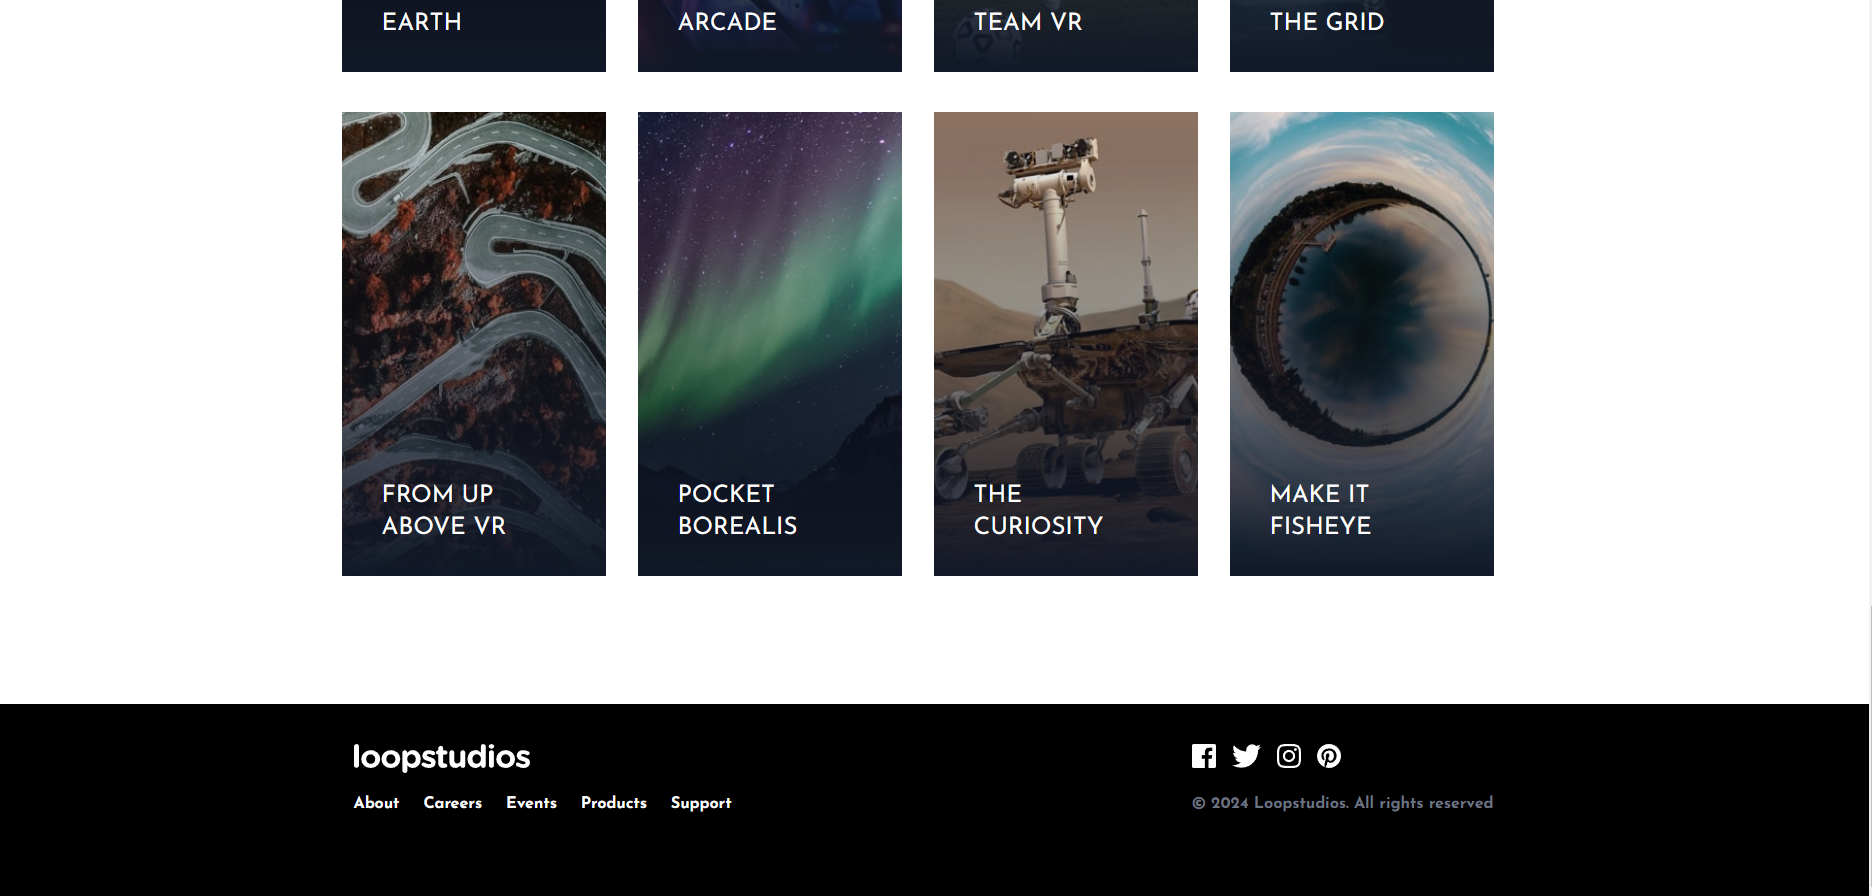 EARTH
ARCADE
TEAM VR
THE GRID
FROM UP
ABOVE VR
POCKET
BOREALIS
THE
CURIOSITY
MAKE IT
FISHEYE
loopstudios
About Careers Events Products Support
© 2024 Loopstudios. All rights reserved